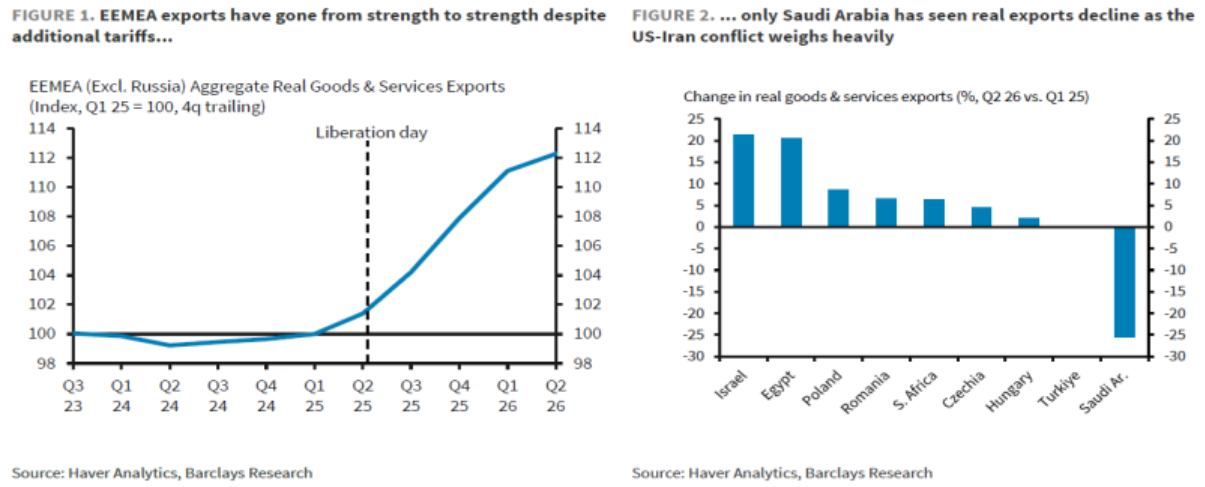 FIGURE 1. EEMEA exports have gone from strength to strength despite
additional tariffs...
EEMEA (Excl. Russia) Aggregate Real Goods & Services Exports
(Index, Q1 25 = 100, 4q trailing)
Liberation day
114
112
110
108
106
104
102
100
98
114
112
110
108
106
104
102
100
98
Q3 Q1 Q2 Q3 Q4 Q1 Q2 Q3 Q4 Q1 Q2
23 24 24 24 24 25 25 25 25 26 26
Source: Haver Analytics, Barclays Research
FIGURE 2. ... only Saudi Arabia has seen real exports decline as the
US-Iran conflict weighs heavily
Change in real goods & services exports (%, Q2 26 vs. Q1 25)
25
20
15
10
5
0
-5
-10
-15
-20
-25
-30
25
20
15
10
5
0
-5
-10
-15
-20
-25
-30
Israel
Egypt
Poland
Romania
S. Africa
Czechia
Hungary
Turkiye
Saudi Ar.
Source: Haver Analytics, Barclays Research